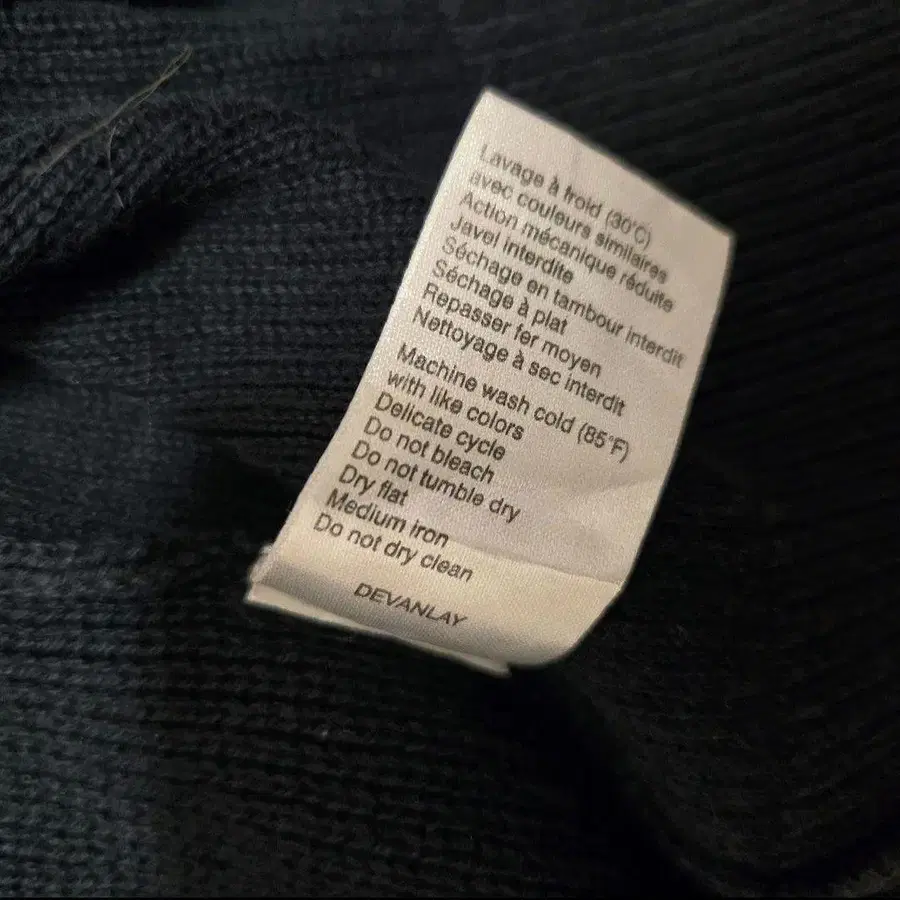 Lavage à froid (30°C)
avec couleurs similaires
Action mécanique réduite
Javel interdite
Séchage en tambour interdit
Séchage à plat
Repasser fer moyen
Nettoyage à sec interdit
Machine wash cold (85°F)
with like colors
Delicate cycle
Do not bleach
Do not tumble dry
Dry flat
Medium iron
Do not dry clean
DEVANLAY